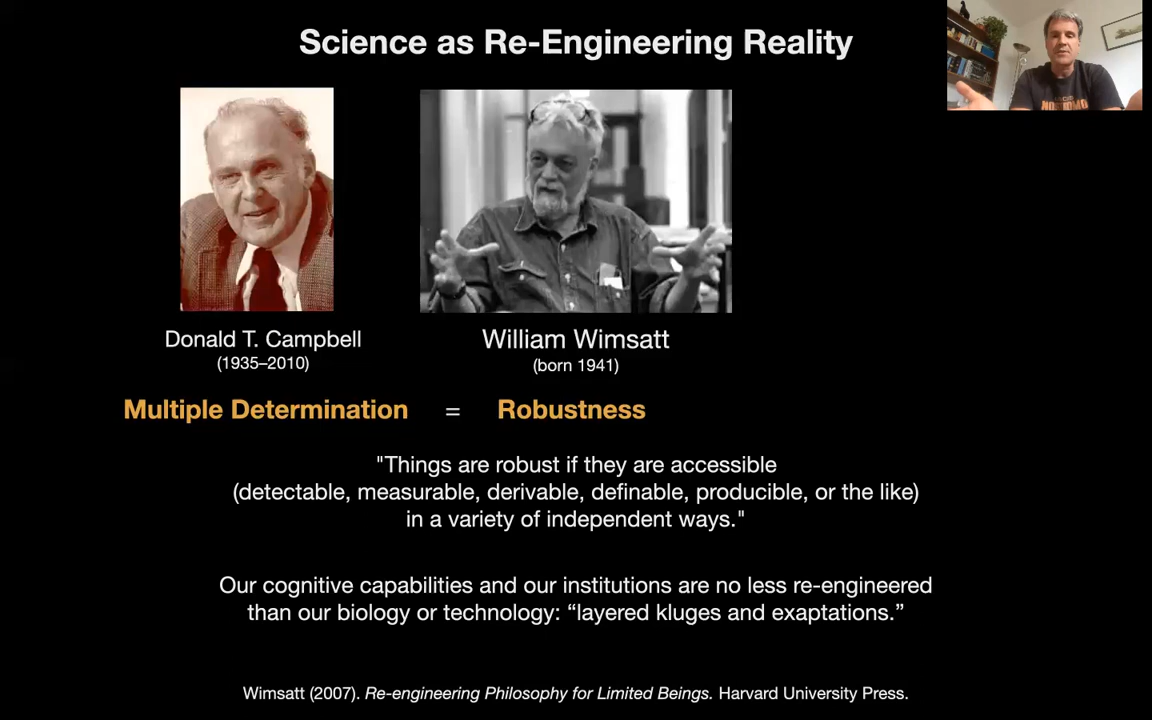 Science as Re-Engineering Reality
Donald T. Campbell
(1935–2010)
William Wimsatt
(born 1941)
Multiple Determination = Robustness
"Things are robust if they are accessible
(detectable, measurable, derivable, definable, producible, or the like)
in a variety of independent ways."
Our cognitive capabilities and our institutions are no less re-engineered
than our biology or technology: “layered kluges and exaptations.”
Wimsatt (2007). Re-engineering Philosophy for Limited Beings. Harvard University Press.